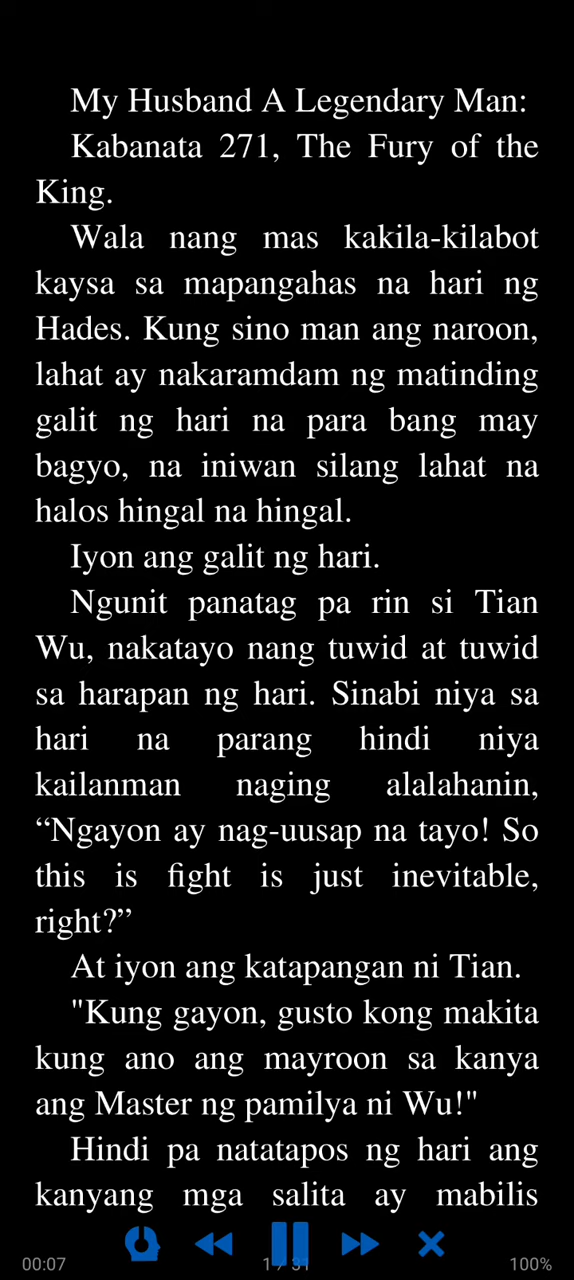 My Husband A Legendary Man:
Kabanata 271, The Fury of the
King.
Wala nang mas kakila-kilabot
kaysa sa mapangahas na hari ng
Hades. Kung sino man ang naroon,
lahat ay nakaramdam ng matinding
galit ng hari na para bang may
bagyo, na iniwan silang lahat na
halos hingal na hingal.
Iyon ang galit ng hari.
Ngunit panatag pa rin si Tian
Wu, nakatayo nang tuwid at tuwid
sa harapan ng hari. Sinabi niya sa
hari na parang hindi niya
kailanman naging alalahanin,
“Ngayon ay nag-uusap na tayo! So
this is fight is just inevitable,
right?”
At iyon ang katapangan ni Tian.
"Kung gayon, gusto kong makita
kung ano ang mayroon sa kanya
ang Master ng pamilya ni Wu!"
Hindi pa natatapos ng hari ang
kanyang mga salita ay mabilis
00:07
1 / 31
100%